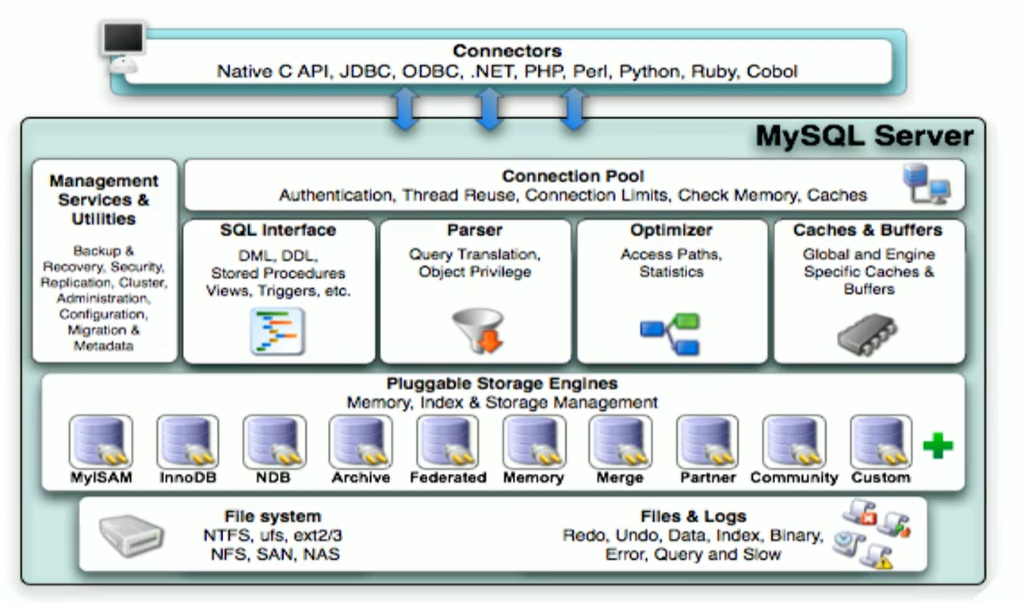 Connectors
Native C API, JDBC, ODBC, .NET, PHP, Perl, Python, Ruby, Cobol
MySQL Server
Management
Services &
Utilities
Backup &
Recovery, Security,
Replication, Cluster,
Administration,
Configuration,
Migration &
Metadata
Connection Pool
Authentication, Thread Reuse, Connection Limits, Check Memory, Caches
SQL Interface
DML, DDL,
Stored Procedures
Views, Triggers, etc.
Parser
Query Translation,
Object Privilege
Optimizer
Access Paths,
Statistics
Caches & Buffers
Global and Engine
Specific Caches &
Buffers
Pluggable Storage Engines
Memory, Index & Storage Management
MyISAM
InnoDB
NDB
Archive
Federated
Memory
Merge
Partner
Community
Custom
File system
NTFS, ufs, ext2/3
NFS, SAN, NAS
Files & Logs
Redo, Undo, Data, Index, Binary,
Error, Query and Slow